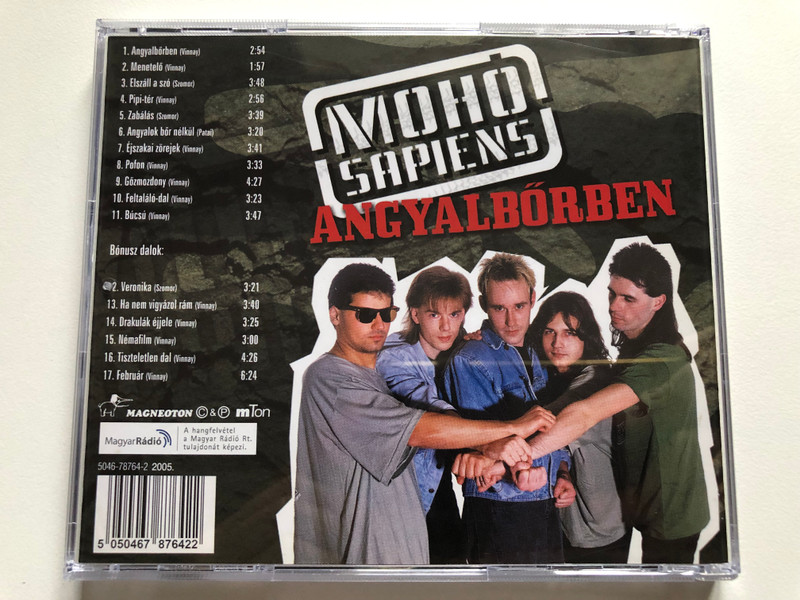 1. Angyalbőrben (Vinnay) 2:54
2. Menetelő (Vinnay) 1:57
3. Elszáll a szó (Szomor) 3:48
4. Pipi-tér (Vinnay) 2:56
5. Zabálás (Szomor) 3:39
6. Angyalok bőr nélkül (Patai) 3:20
7. Éjszakai zörejek (Vinnay) 3:41
8. Pofon (Vinnay) 3:33
9. Gőzmozdony (Vinnay) 4:27
10. Feltaláló-dal (Vinnay) 3:23
11. Búcsú (Vinnay) 3:47
Bónusz dalok:
2. Veronika (Szomor) 3:21
13. Ha nem vigyázol rám (Vinnay) 3:40
14. Drakulák éjjele (Vinnay) 3:25
15. Némafilm (Vinnay) 3:00
16. Tiszteletlen dal (Vinnay) 4:26
17. Február (Vinnay) 6:24
MAGNEOTON © & ℗ mTon
MagyarRádió
A hangfelvétel
a Magyar Rádió Rt.
tulajdonát képezi.
5046-78764-2 2005.
5 050467 876422
MOHÓ
SAPIENS
ANGYALBŐRBEN